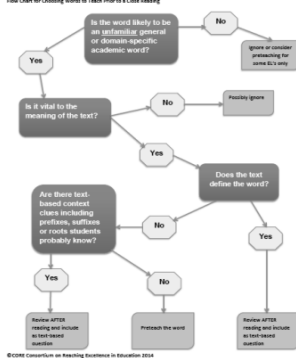 Flow Chart for Choosing Words to Teach Prior to a Close Reading
Is the word likely to be
an unfamiliar general
or domain-specific
academic word?
No
Yes
Ignore or consider
preteaching for
some EL's only
Is it vital to the
meaning of the text?
No
Possibly ignore
Yes
Does the text
define the word?
Are there text-
based context
clues including
prefixes, suffixes
or roots students
probably know?
No
Yes
Yes
No
Review AFTER
reading and include
as text-based
question
Preteach the word
Review AFTER
reading and include
as text-based
question
©CORE Consortium on Reaching Excellence in Education 2014